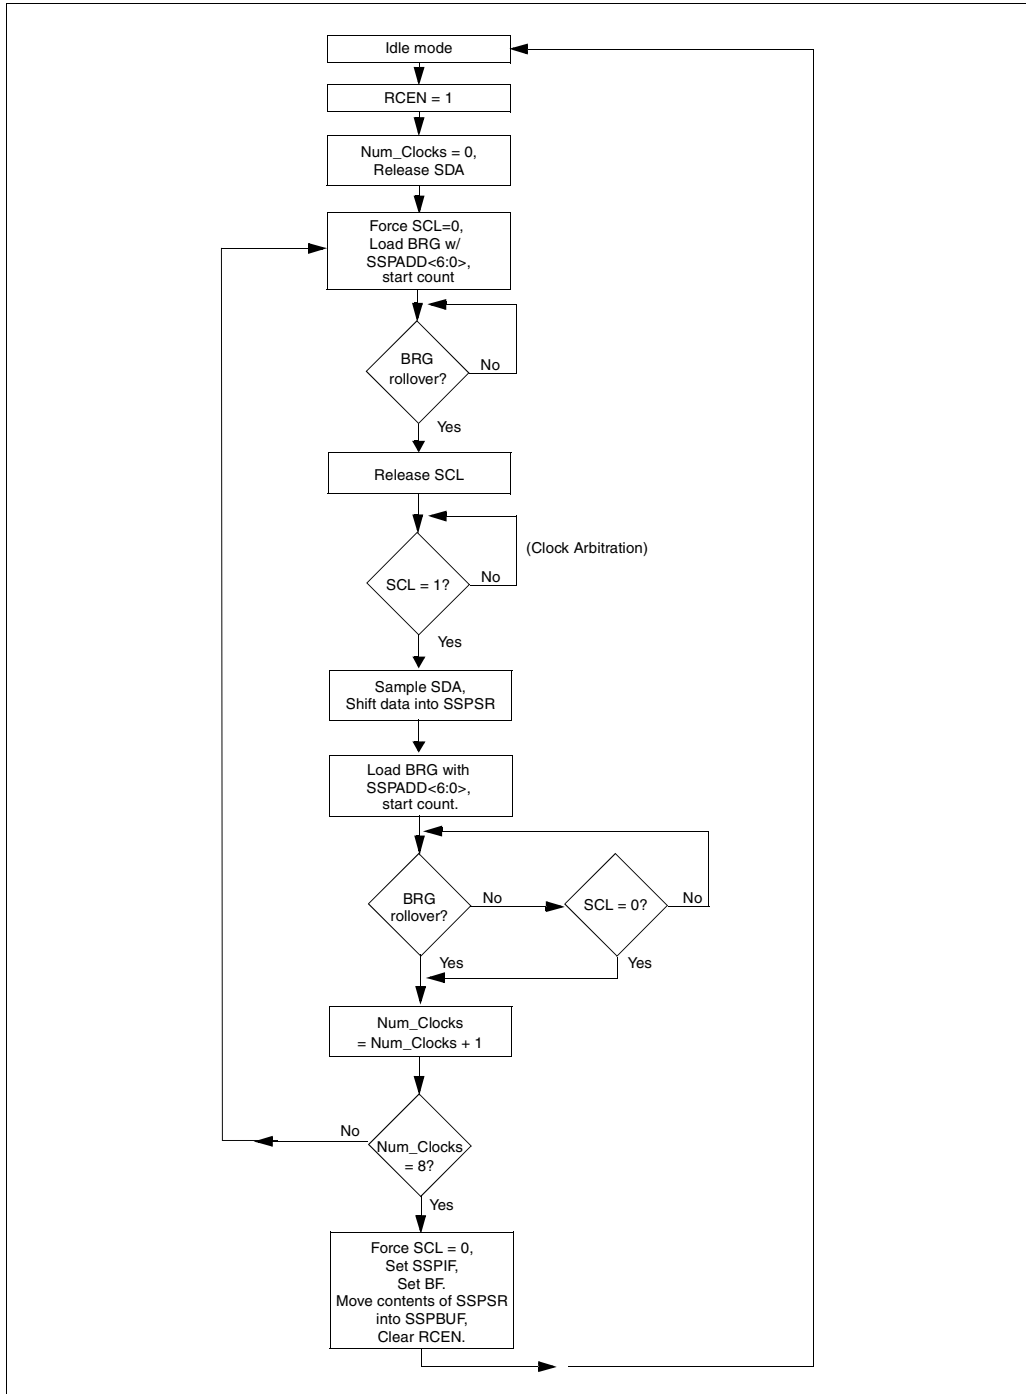 Idle mode
RCEN = 1
Num_Clocks = 0,
Release SDA
Force SCL=0,
Load BRG w/
SSPADD<6:0>,
start count
BRG
rollover?
No
Yes
Release SCL
(Clock Arbitration)
SCL = 1?
No
Yes
Sample SDA,
Shift data into SSPSR
Load BRG with
SSPADD<6:0>,
start count.
BRG
rollover?
No
SCL = 0?
No
Yes
Yes
Num_Clocks
= Num_Clocks + 1
No
Num_Clocks
= 8?
Yes
Force SCL = 0,
Set SSPIF,
Set BF.
Move contents of SSPSR
into SSPBUF,
Clear RCEN.